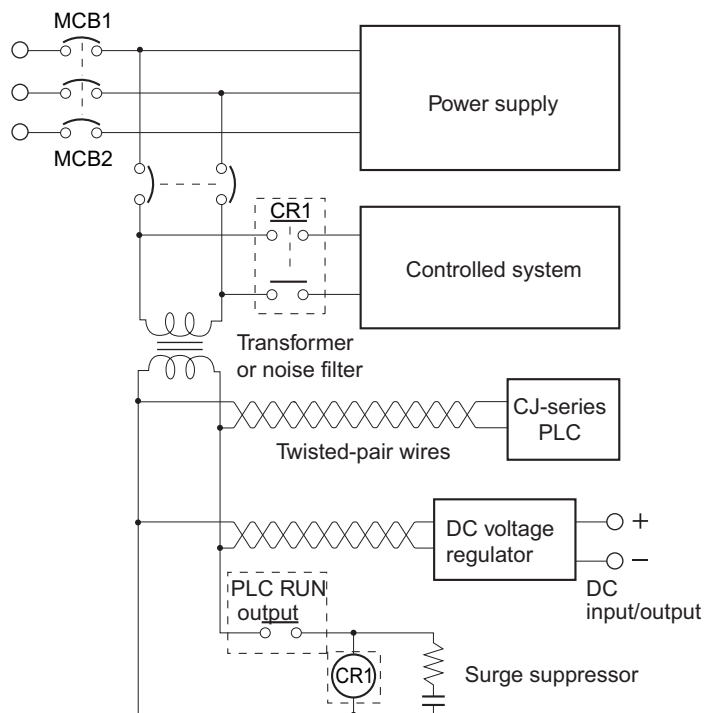 MCB1
Power supply
MCB2
CR1
Controlled system
Transformer
or noise filter
CJ-series
PLC
Twisted-pair wires
DC voltage
regulator
+
−
DC
input/output
PLC RUN
output
CR1
Surge suppressor